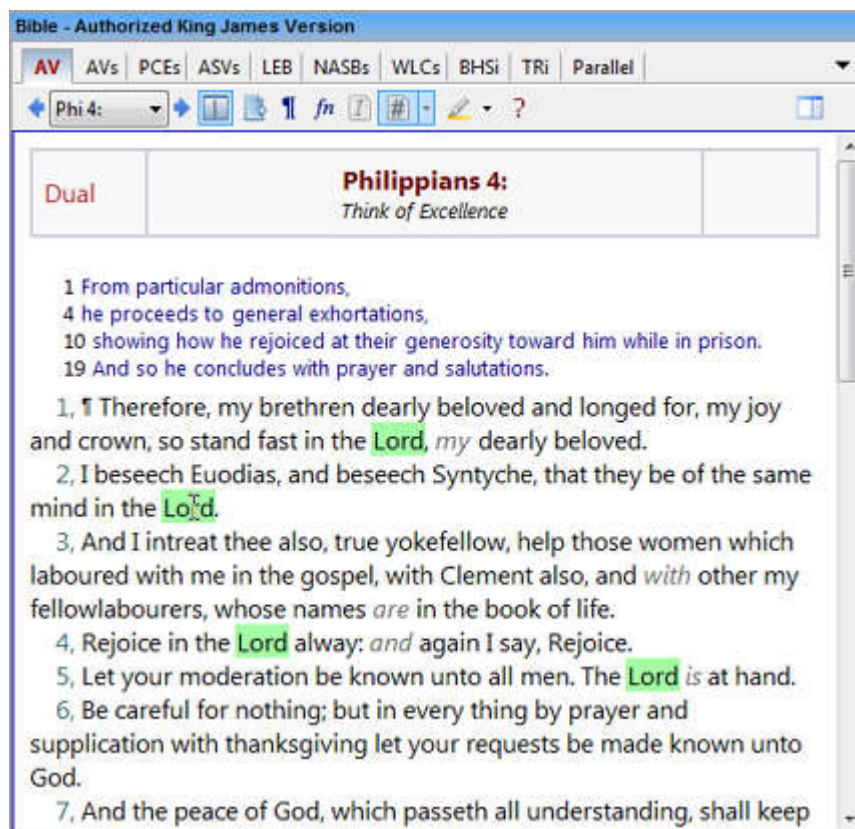 Bible - Authorized King James Version
AV AVs PCEs ASVs LEB NASBs WLCs BHSi TRi Parallel
Phi 4: ¶ fn I # ?
Dual
Philippians 4:
Think of Excellence
1 From particular admonitions,
4 he proceeds to general exhortations,
10 showing how he rejoiced at their generosity toward him while in prison.
19 And so he concludes with prayer and salutations.
1, ¶ Therefore, my brethren dearly beloved and longed for, my joy
and crown, so stand fast in the Lord, my dearly beloved.
2, I beseech Euodias, and beseech Syntyche, that they be of the same
mind in the Lord.
3, And I intreat thee also, true yokefellow, help those women which
laboured with me in the gospel, with Clement also, and with other my
fellowlabourers, whose names are in the book of life.
4, Rejoice in the Lord alway: and again I say, Rejoice.
5, Let your moderation be known unto all men. The Lord is at hand.
6, Be careful for nothing; but in every thing by prayer and
supplication with thanksgiving let your requests be made known unto
God.
7, And the peace of God, which passeth all understanding, shall keep